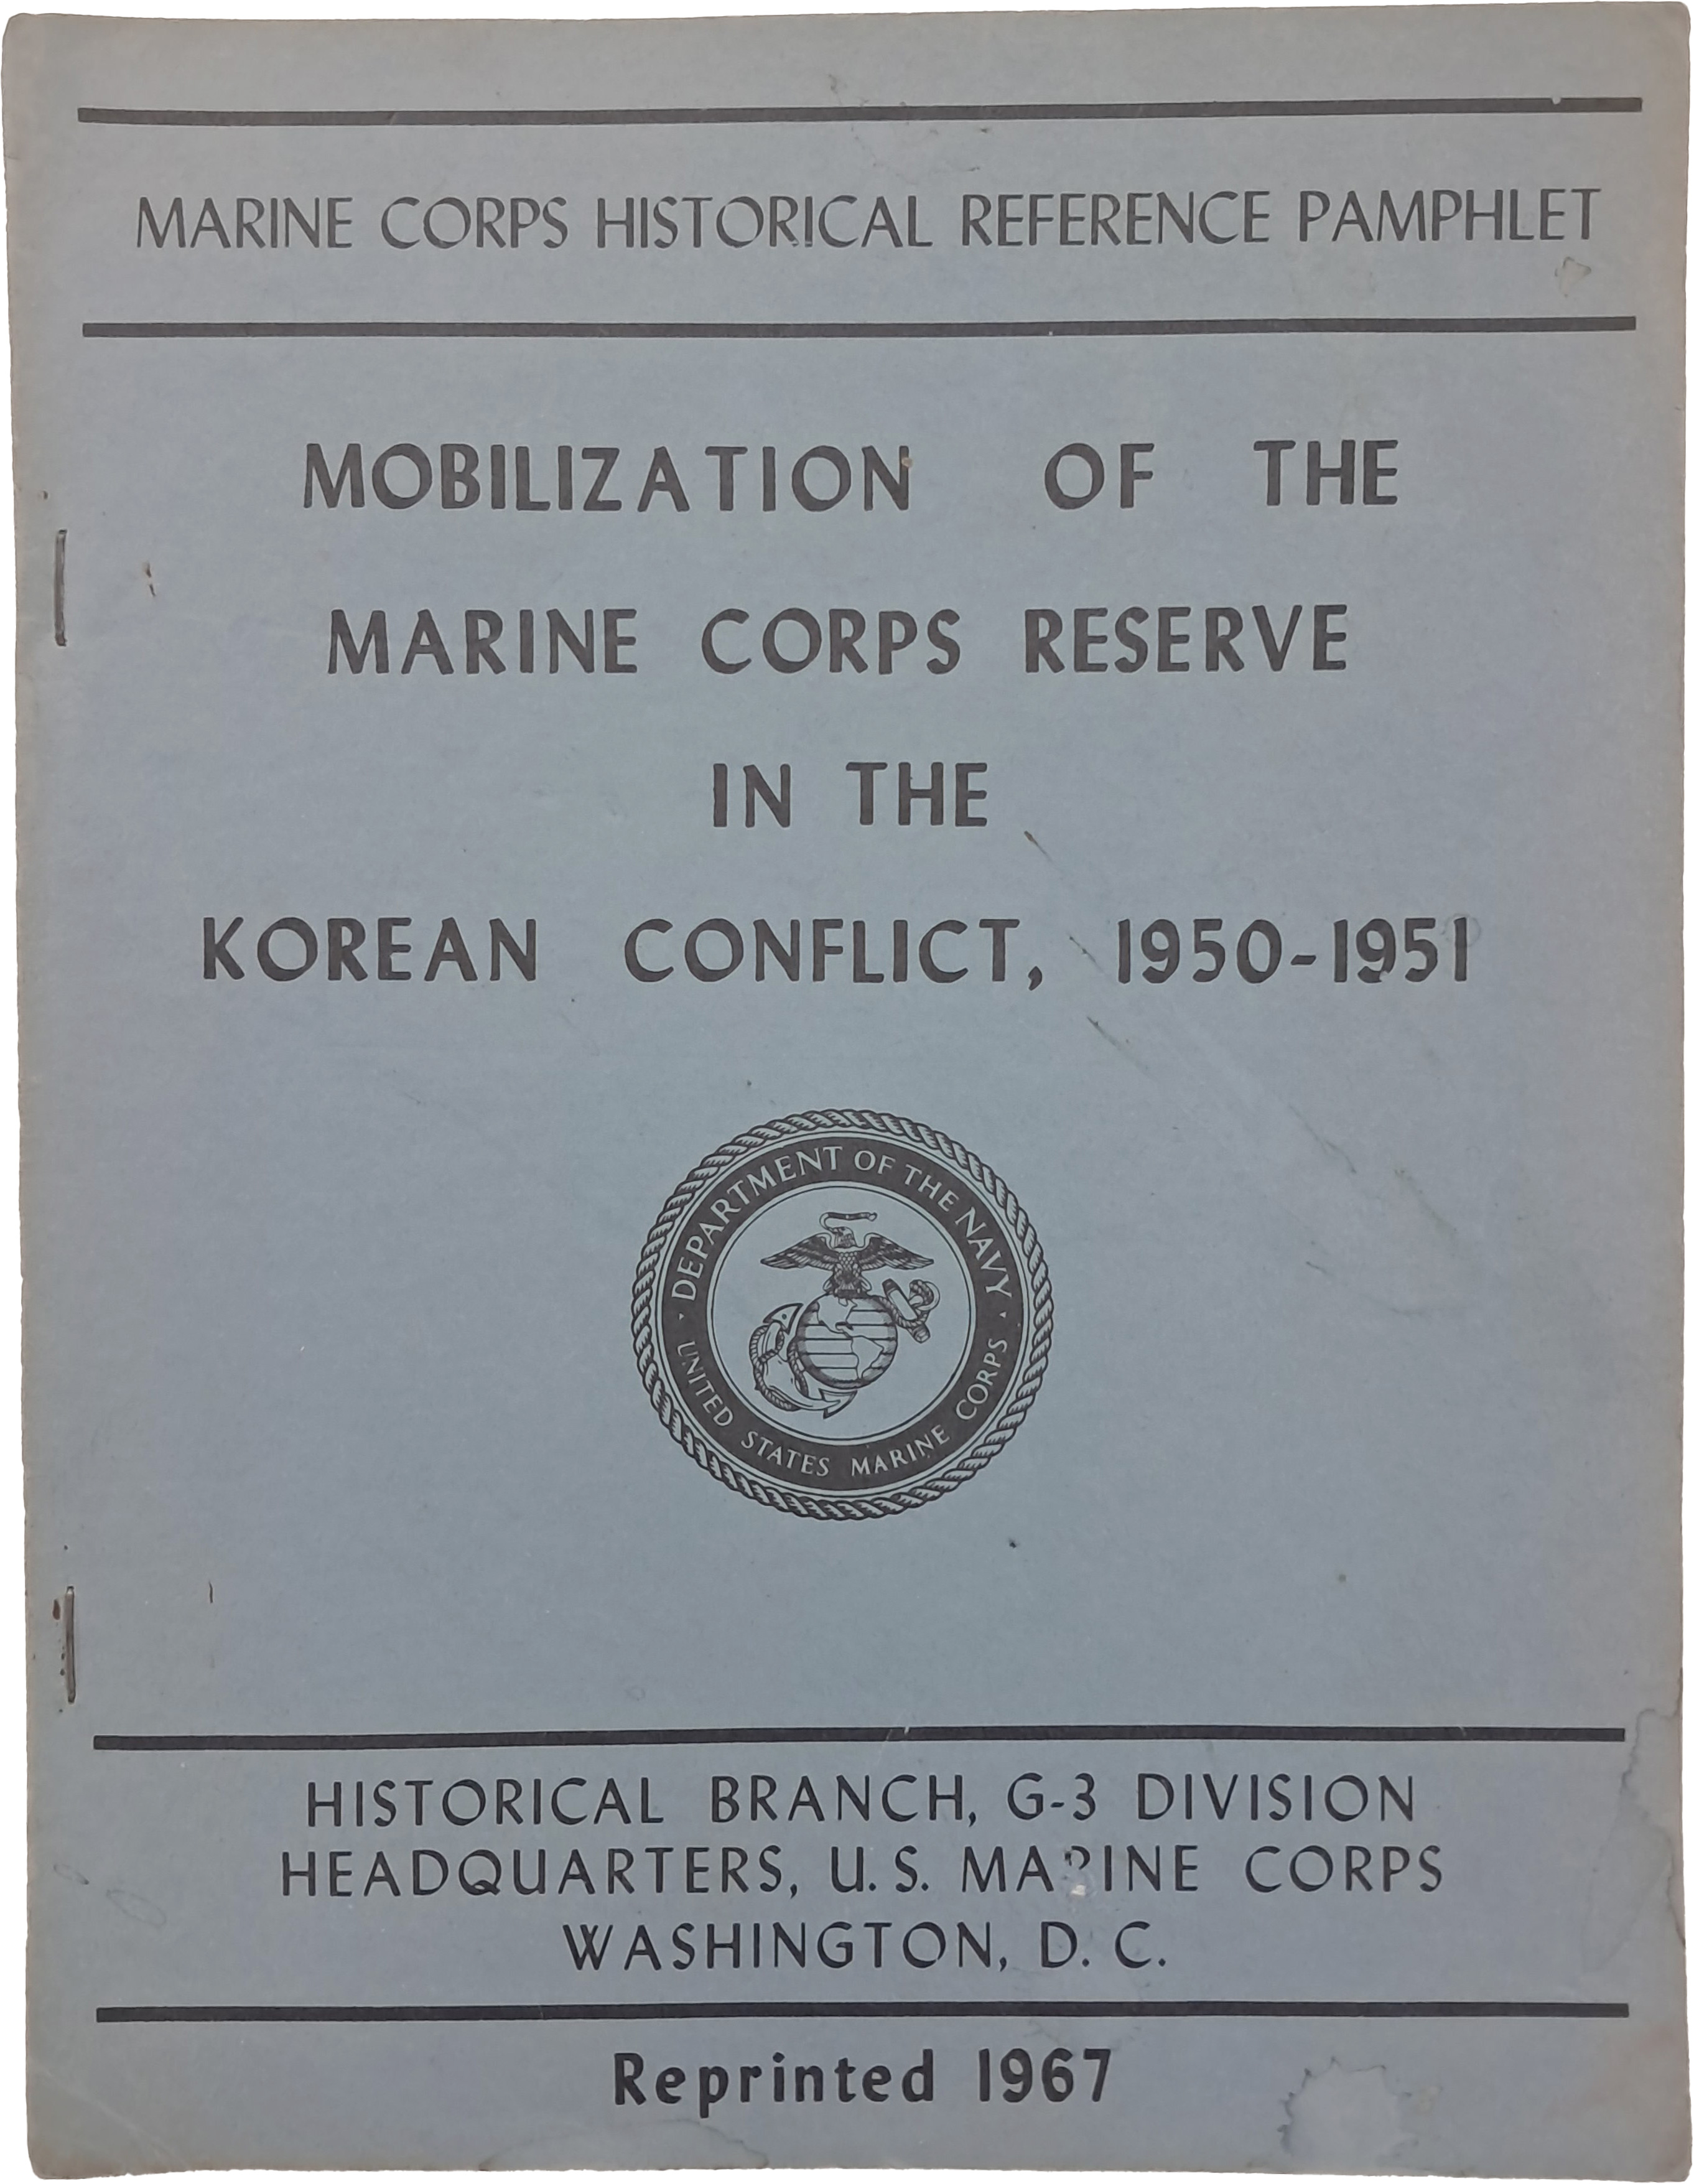 MARINE CORPS HISTORICAL REFERENCE PAMPHLET
MOBILIZATION OF THE
MARINE CORPS RESERVE
IN THE
KOREAN CONFLICT, 1950-1951
DEPARTMENT OF THE NAVY
UNITED STATES MARINE CORPS
HISTORICAL BRANCH, G-3 DIVISION
HEADQUARTERS, U.S. MARINE CORPS
WASHINGTON, D. C.
Reprinted 1967